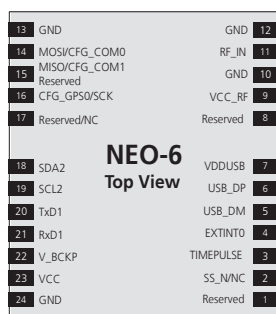 13 GND GND 12
14 MOSI/CFG_COM0 RF_IN 11
15 MISO/CFG_COM1 GND 10
Reserved
16 CFG_GPS0/SCK VCC_RF 9
17 Reserved/NC Reserved 8
NEO-6
Top View
18 SDA2 VDDUSB 7
19 SCL2 USB_DP 6
20 TxD1 USB_DM 5
21 RxD1 EXTINT0 4
22 V_BCKP TIMEPULSE 3
23 VCC SS_N/NC 2
24 GND Reserved 1